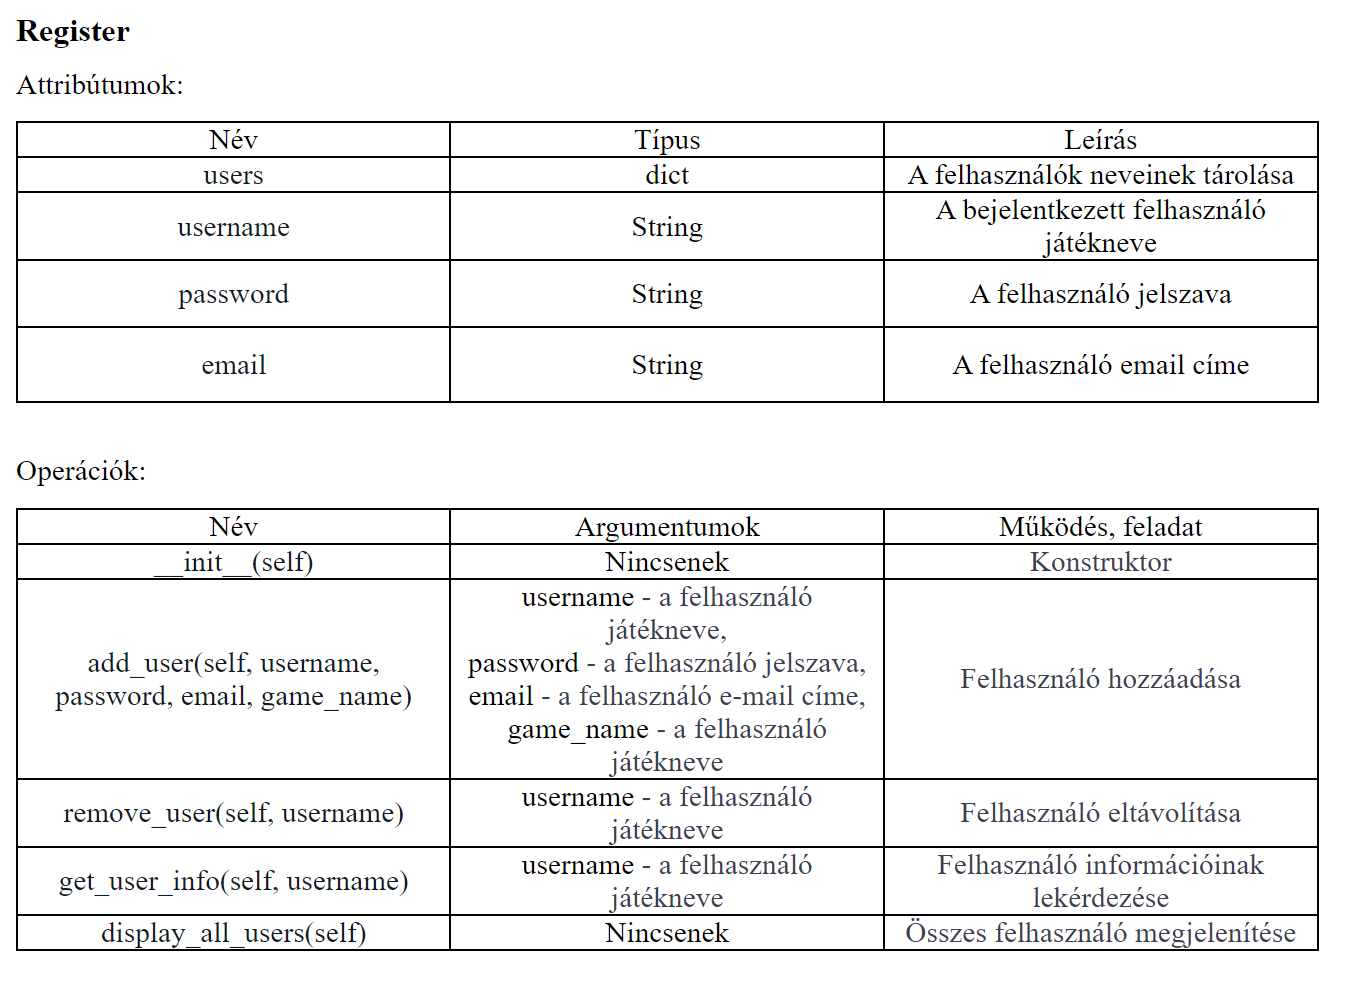 Register
Attribútumok:
Név Típus Leírás
users dict A felhasználók neveinek tárolása
username String A bejelentkezett felhasználó
játékneve
password String A felhasználó jelszava
email String A felhasználó email címe
Operációk:
Név Argumentumok Működés, feladat
__init__(self) Nincsenek Konstruktor
add_user(self, username,
password, email, game_name)
username - a felhasználó
játékneve,
password - a felhasználó jelszava,
email - a felhasználó e-mail címe,
game_name - a felhasználó
játékneve
Felhasználó hozzáadása
remove_user(self, username)
username - a felhasználó
játékneve
Felhasználó eltávolítása
get_user_info(self, username)
username - a felhasználó
játékneve
Felhasználó információinak
lekérdezése
display_all_users(self) Nincsenek Összes felhasználó megjelenítése